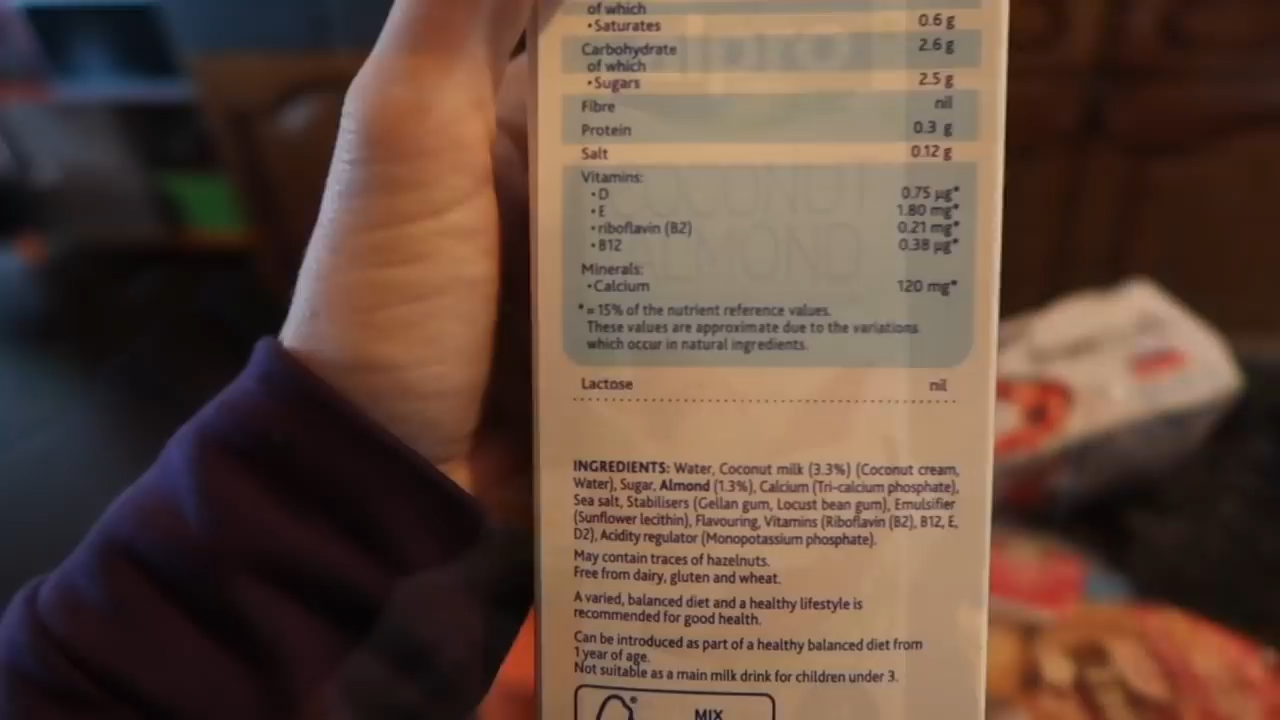 of which
•Saturates 0.6 g
Carbohydrate 2.6 g
of which
•Sugars 2.5 g
Fibre nil
Protein 0.3 g
Salt 0.12 g
Vitamins:
•D 0.75 µg*
•E 1.80 mg*
•riboflavin (B2) 0.21 mg*
•B12 0.38 µg*
Minerals:
•Calcium 120 mg*
*= 15% of the nutrient reference values.
These values are approximate due to the variations
which occur in natural ingredients.
Lactose nil
INGREDIENTS: Water, Coconut milk (3.3%) (Coconut cream,
Water), Sugar, Almond (1.3%), Calcium (Tri-calcium phosphate),
Sea salt, Stabilisers (Gellan gum, Locust bean gum), Emulsifier
(Sunflower lecithin), Flavouring, Vitamins (Riboflavin (B2), B12, E,
D2), Acidity regulator (Monopotassium phosphate).
May contain traces of hazelnuts.
Free from dairy, gluten and wheat.
A varied, balanced diet and a healthy lifestyle is
recommended for good health.
Can be introduced as part of a healthy balanced diet from
1 year of age.
Not suitable as a main milk drink for children under 3.
MIX
COCONUT
ALMOND